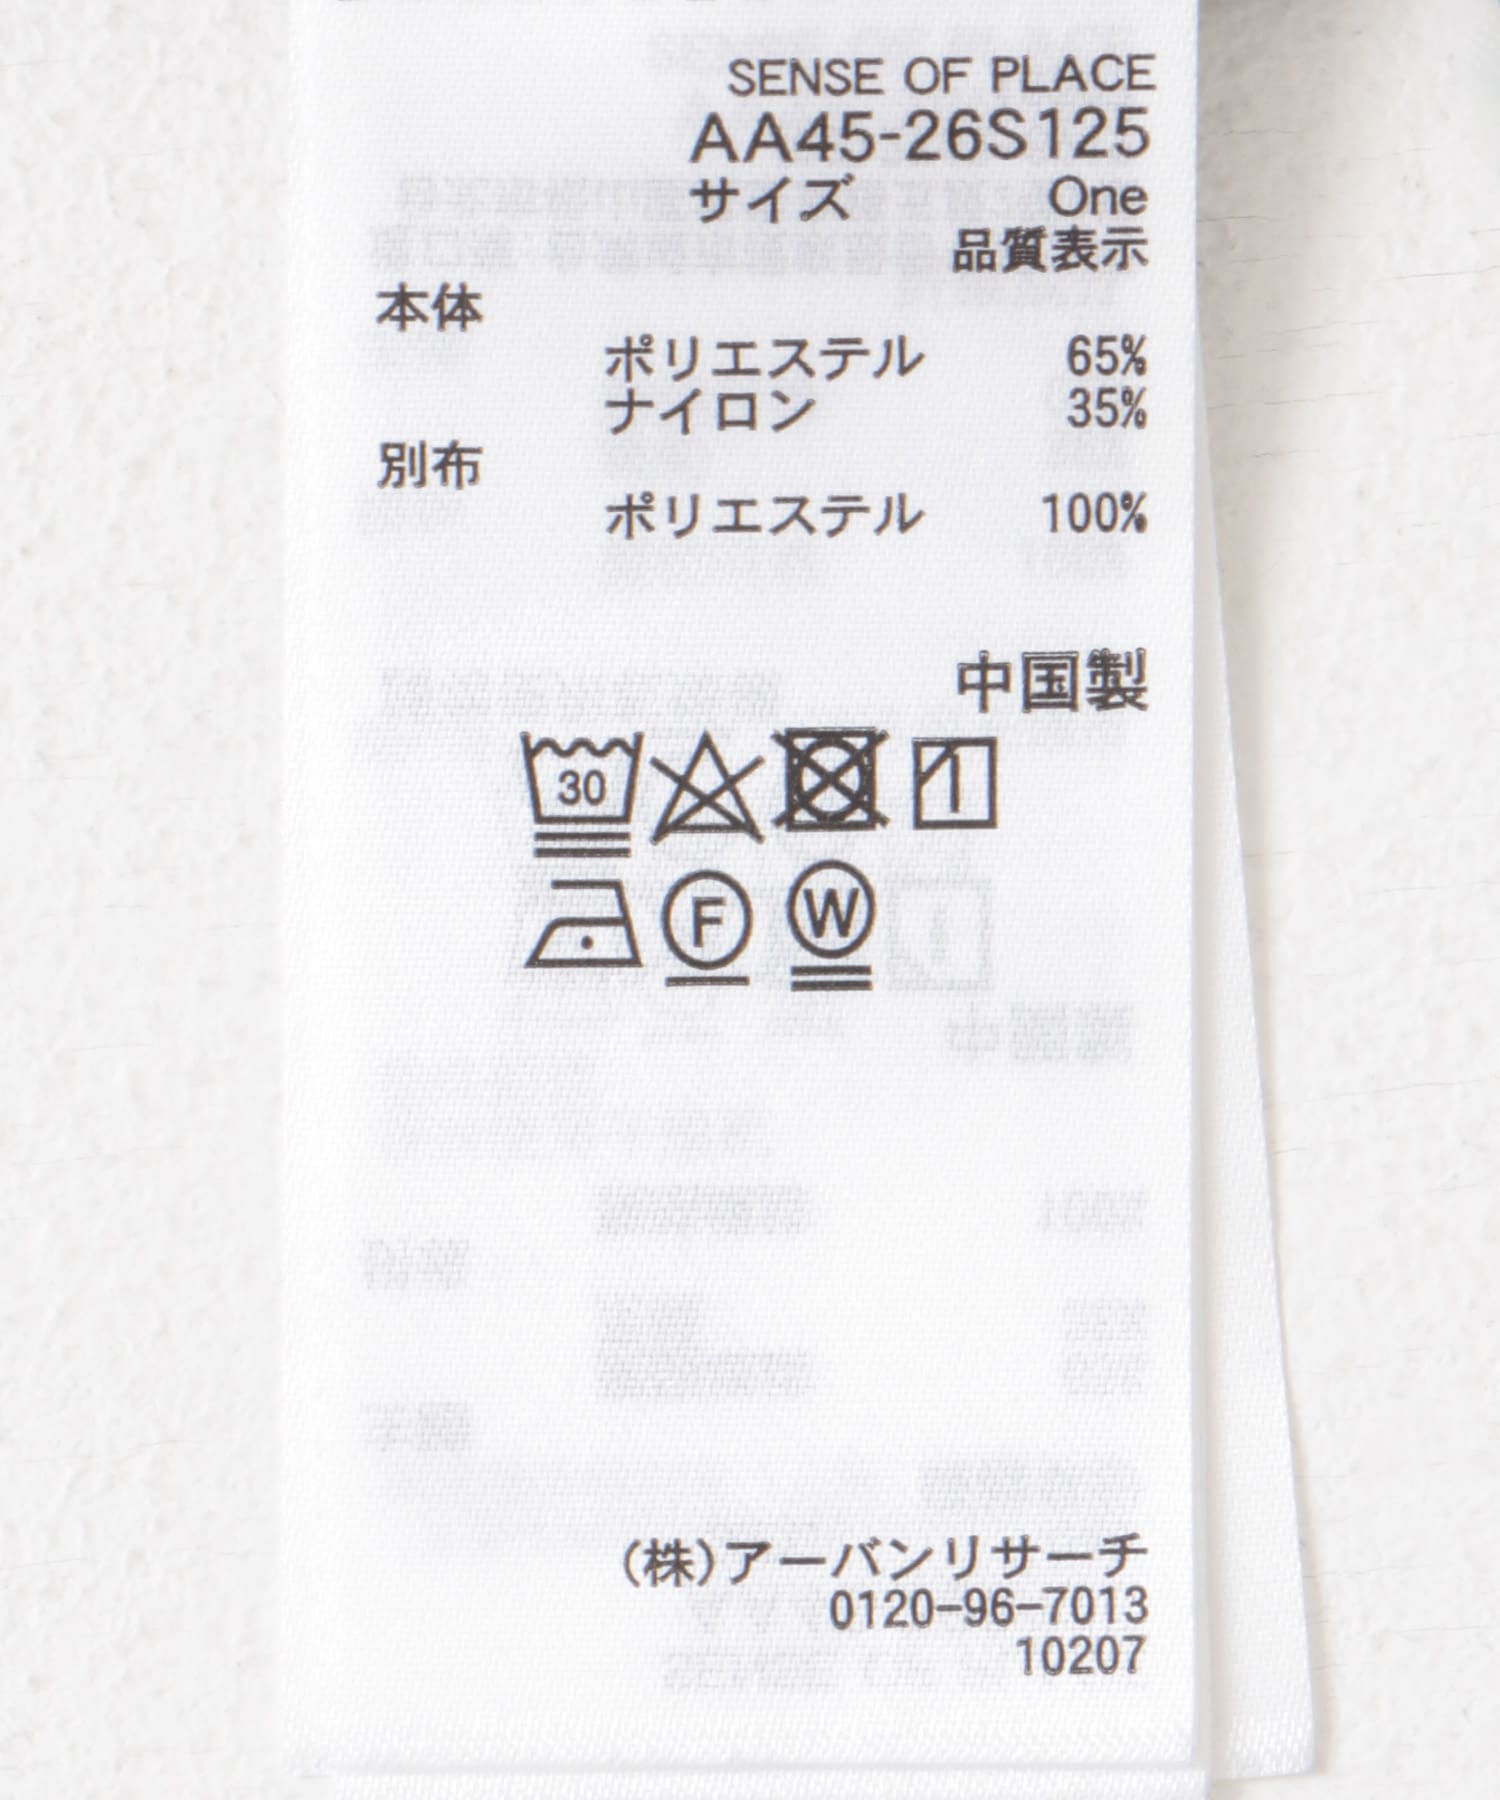 SENSE OF PLACE
AA45-26S125
サイズ One
品質表示
本体
ポリエステル 65%
ナイロン 35%
別布
ポリエステル 100%
中国製
30
F W
(株)アーバンリサーチ
0120-96-7013
10207